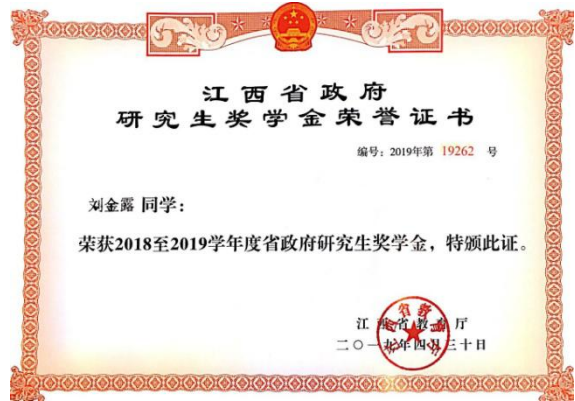 江西省政府
研究生奖学金荣誉证书
编号：2019年第 19262 号
刘金露 同学：
荣获2018至2019学年度省政府研究生奖学金，特颁此证。
江西省教育厅
二〇一九年四月三十日